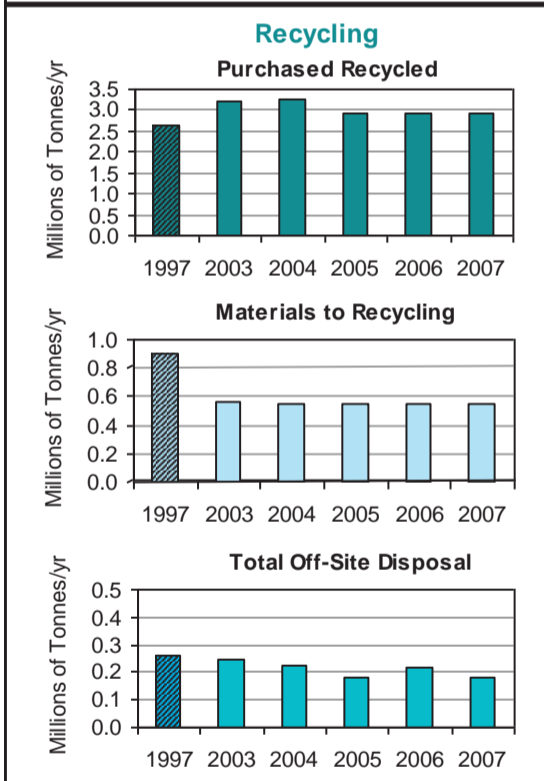 Recycling
Purchased Recycled
Millions of Tonnes/yr
3.5
3.0
2.5
2.0
1.5
1.0
0.5
0.0
1997 2003 2004 2005 2006 2007
Materials to Recycling
Millions of Tonnes/yr
1.0
0.8
0.6
0.4
0.2
0.0
1997 2003 2004 2005 2006 2007
Total Off-Site Disposal
Millions of Tonnes/yr
0.5
0.4
0.3
0.2
0.1
0.0
1997 2003 2004 2005 2006 2007